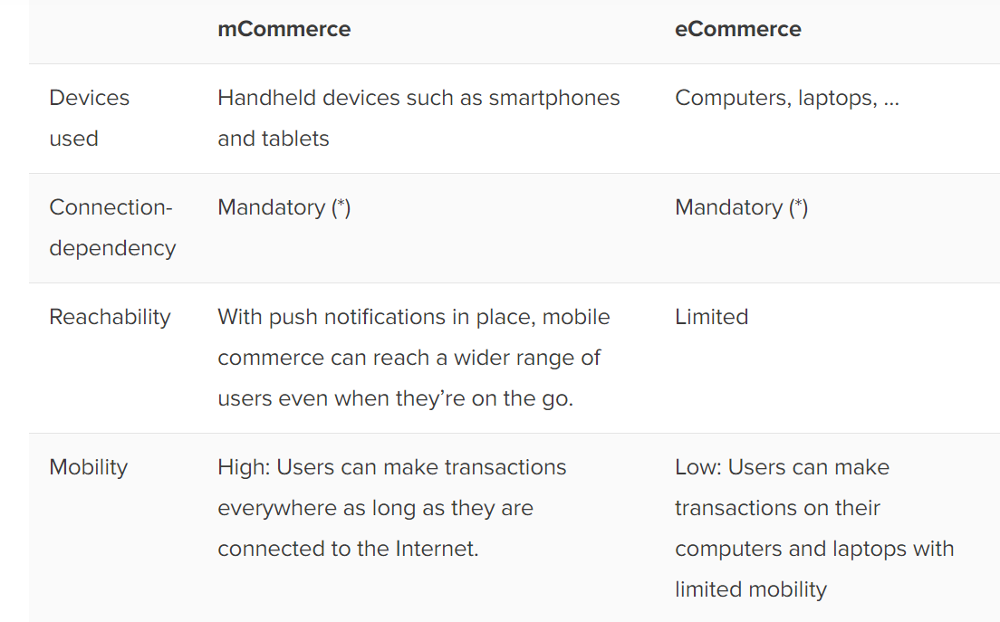 mCommerce eCommerce
Devices used Handheld devices such as smartphones and tablets Computers, laptops, ...
Connection-dependency Mandatory (*) Mandatory (*)
Reachability With push notifications in place, mobile commerce can reach a wider range of users even when they’re on the go. Limited
Mobility High: Users can make transactions everywhere as long as they are connected to the Internet. Low: Users can make transactions on their computers and laptops with limited mobility